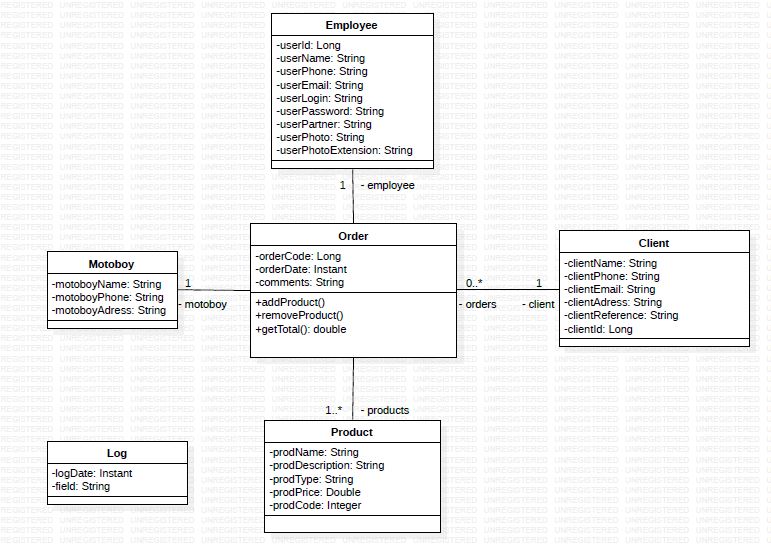 Employee
-userId: Long
-userName: String
-userPhone: String
-userEmail: String
-userLogin: String
-userPassword: String
-userPartner: String
-userPhoto: String
-userPhotoExtension: String
1 - employee
Order
-orderCode: Long
-orderDate: Instant
-comments: String
+addProduct()
+removeProduct()
+getTotal(): double
Motoboy
-motoboyName: String
-motoboyPhone: String
-motoboyAdress: String
1
- motoboy
0..* 1
- orders - client
Client
-clientName: String
-clientPhone: String
-clientEmail: String
-clientAdress: String
-clientReference: String
-clientId: Long
1..* - products
Product
-prodName: String
-prodDescription: String
-prodType: String
-prodPrice: Double
-prodCode: Integer
Log
-logDate: Instant
-field: String
UNREGISTERED